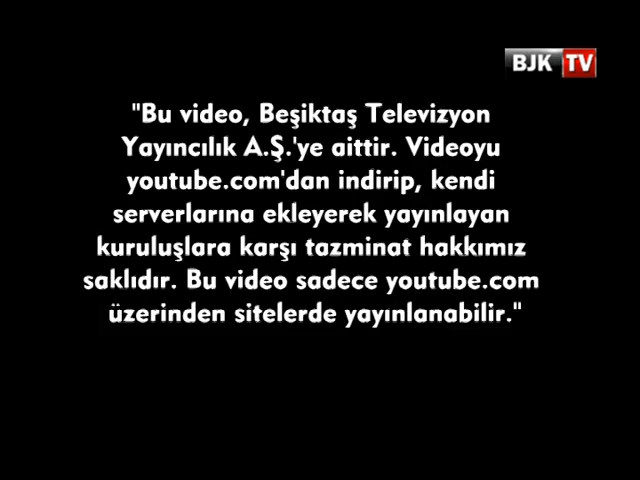 BJK TV
"Bu video, Beşiktaş Televizyon
Yayıncılık A.Ş.'ye aittir. Videoyu
youtube.com'dan indirip, kendi
serverlarına ekleyerek yayınlayan
kuruluşlara karşı tazminat hakkımız
saklıdır. Bu video sadece youtube.com
üzerinden sitelerde yayınlanabilir."